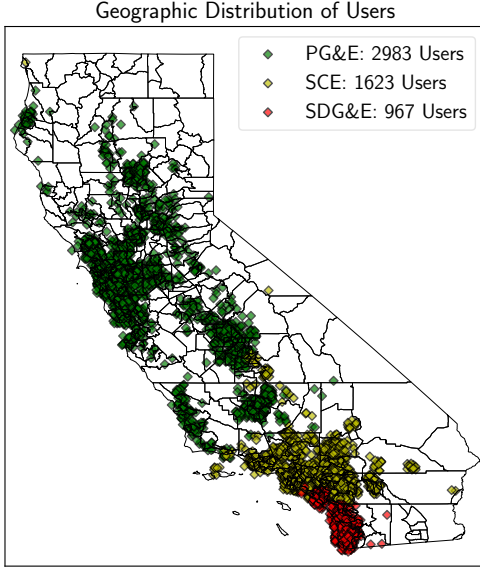 Geographic Distribution of Users
PG&E: 2983 Users
SCE: 1623 Users
SDG&E: 967 Users